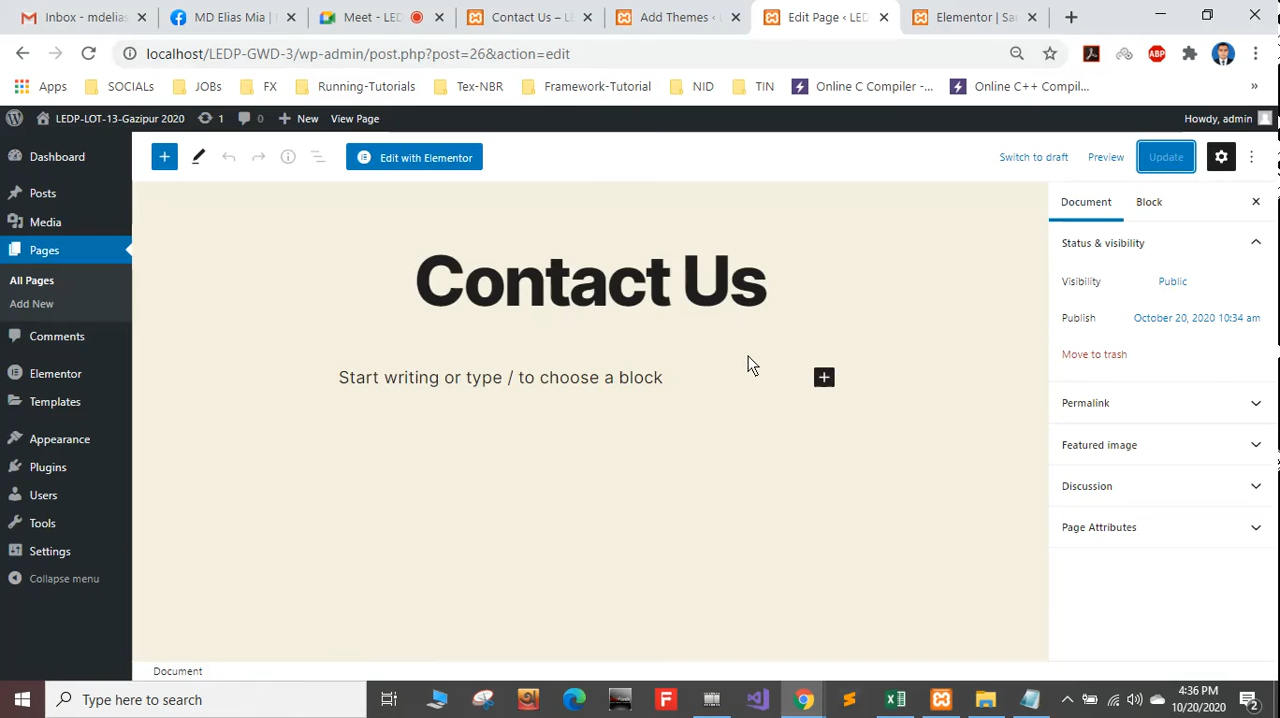 Inbox - mdelias
MD Elias Mia |
Meet - LED
Contact Us – L
Add Themes ‹
Edit Page ‹ LED
Elementor | Sa
localhost/LEDP-GWD-3/wp-admin/post.php?post=26&action=edit
ABP
Apps
SOCIALs
JOBs
FX
Running-Tutorials
Tex-NBR
Framework-Tutorial
NID
TIN
Online C Compiler -...
Online C++ Compil...
»
LEDP-LOT-13-Gazipur 2020
1
New
View Page
Howdy, admin
Dashboard
Posts
Media
Pages
All Pages
Add New
Comments
Elementor
Templates
Appearance
Plugins
Users
Tools
Settings
Collapse menu
Edit with Elementor
Switch to draft
Preview
Update
Contact Us
Start writing or type / to choose a block
Document
Block
Status & visibility
Visibility
Public
Publish
October 20, 2020 10:34 am
Move to trash
Permalink
Featured image
Discussion
Page Attributes
Document
Type here to search
4:36 PM
10/20/2020
2